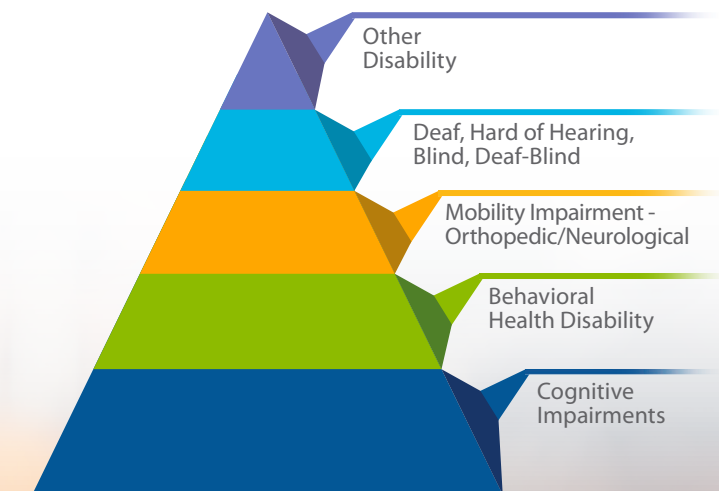 Other
Disability
Deaf, Hard of Hearing,
Blind, Deaf-Blind
Mobility Impairment -
Orthopedic/Neurological
Behavioral
Health Disability
Cognitive
Impairments